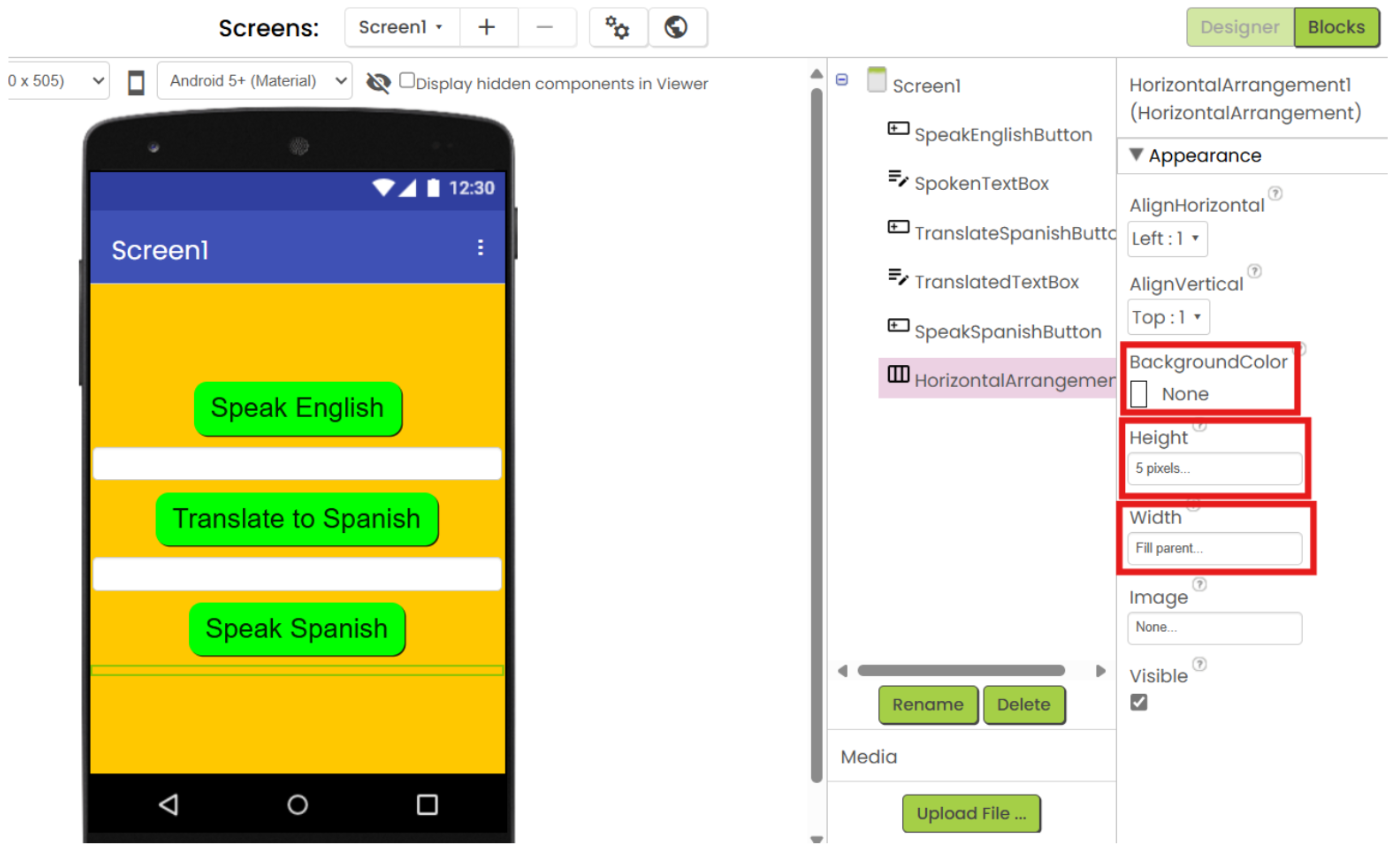 Screens:
Screen1
Designer
Blocks
0 x 505)
Android 5+ (Material)
Display hidden components in Viewer
12:30
Screen1
Speak English
Translate to Spanish
Speak Spanish
Screen1
SpeakEnglishButton
SpokenTextBox
TranslateSpanishButto
TranslatedTextBox
SpeakSpanishButton
HorizontalArrangemen
Rename
Delete
Media
Upload File ...
HorizontalArrangement1
(HorizontalArrangement)
Appearance
AlignHorizontal
Left : 1
AlignVertical
Top : 1
BackgroundColor
None
Height
5 pixels...
Width
Fill parent...
Image
None...
Visible